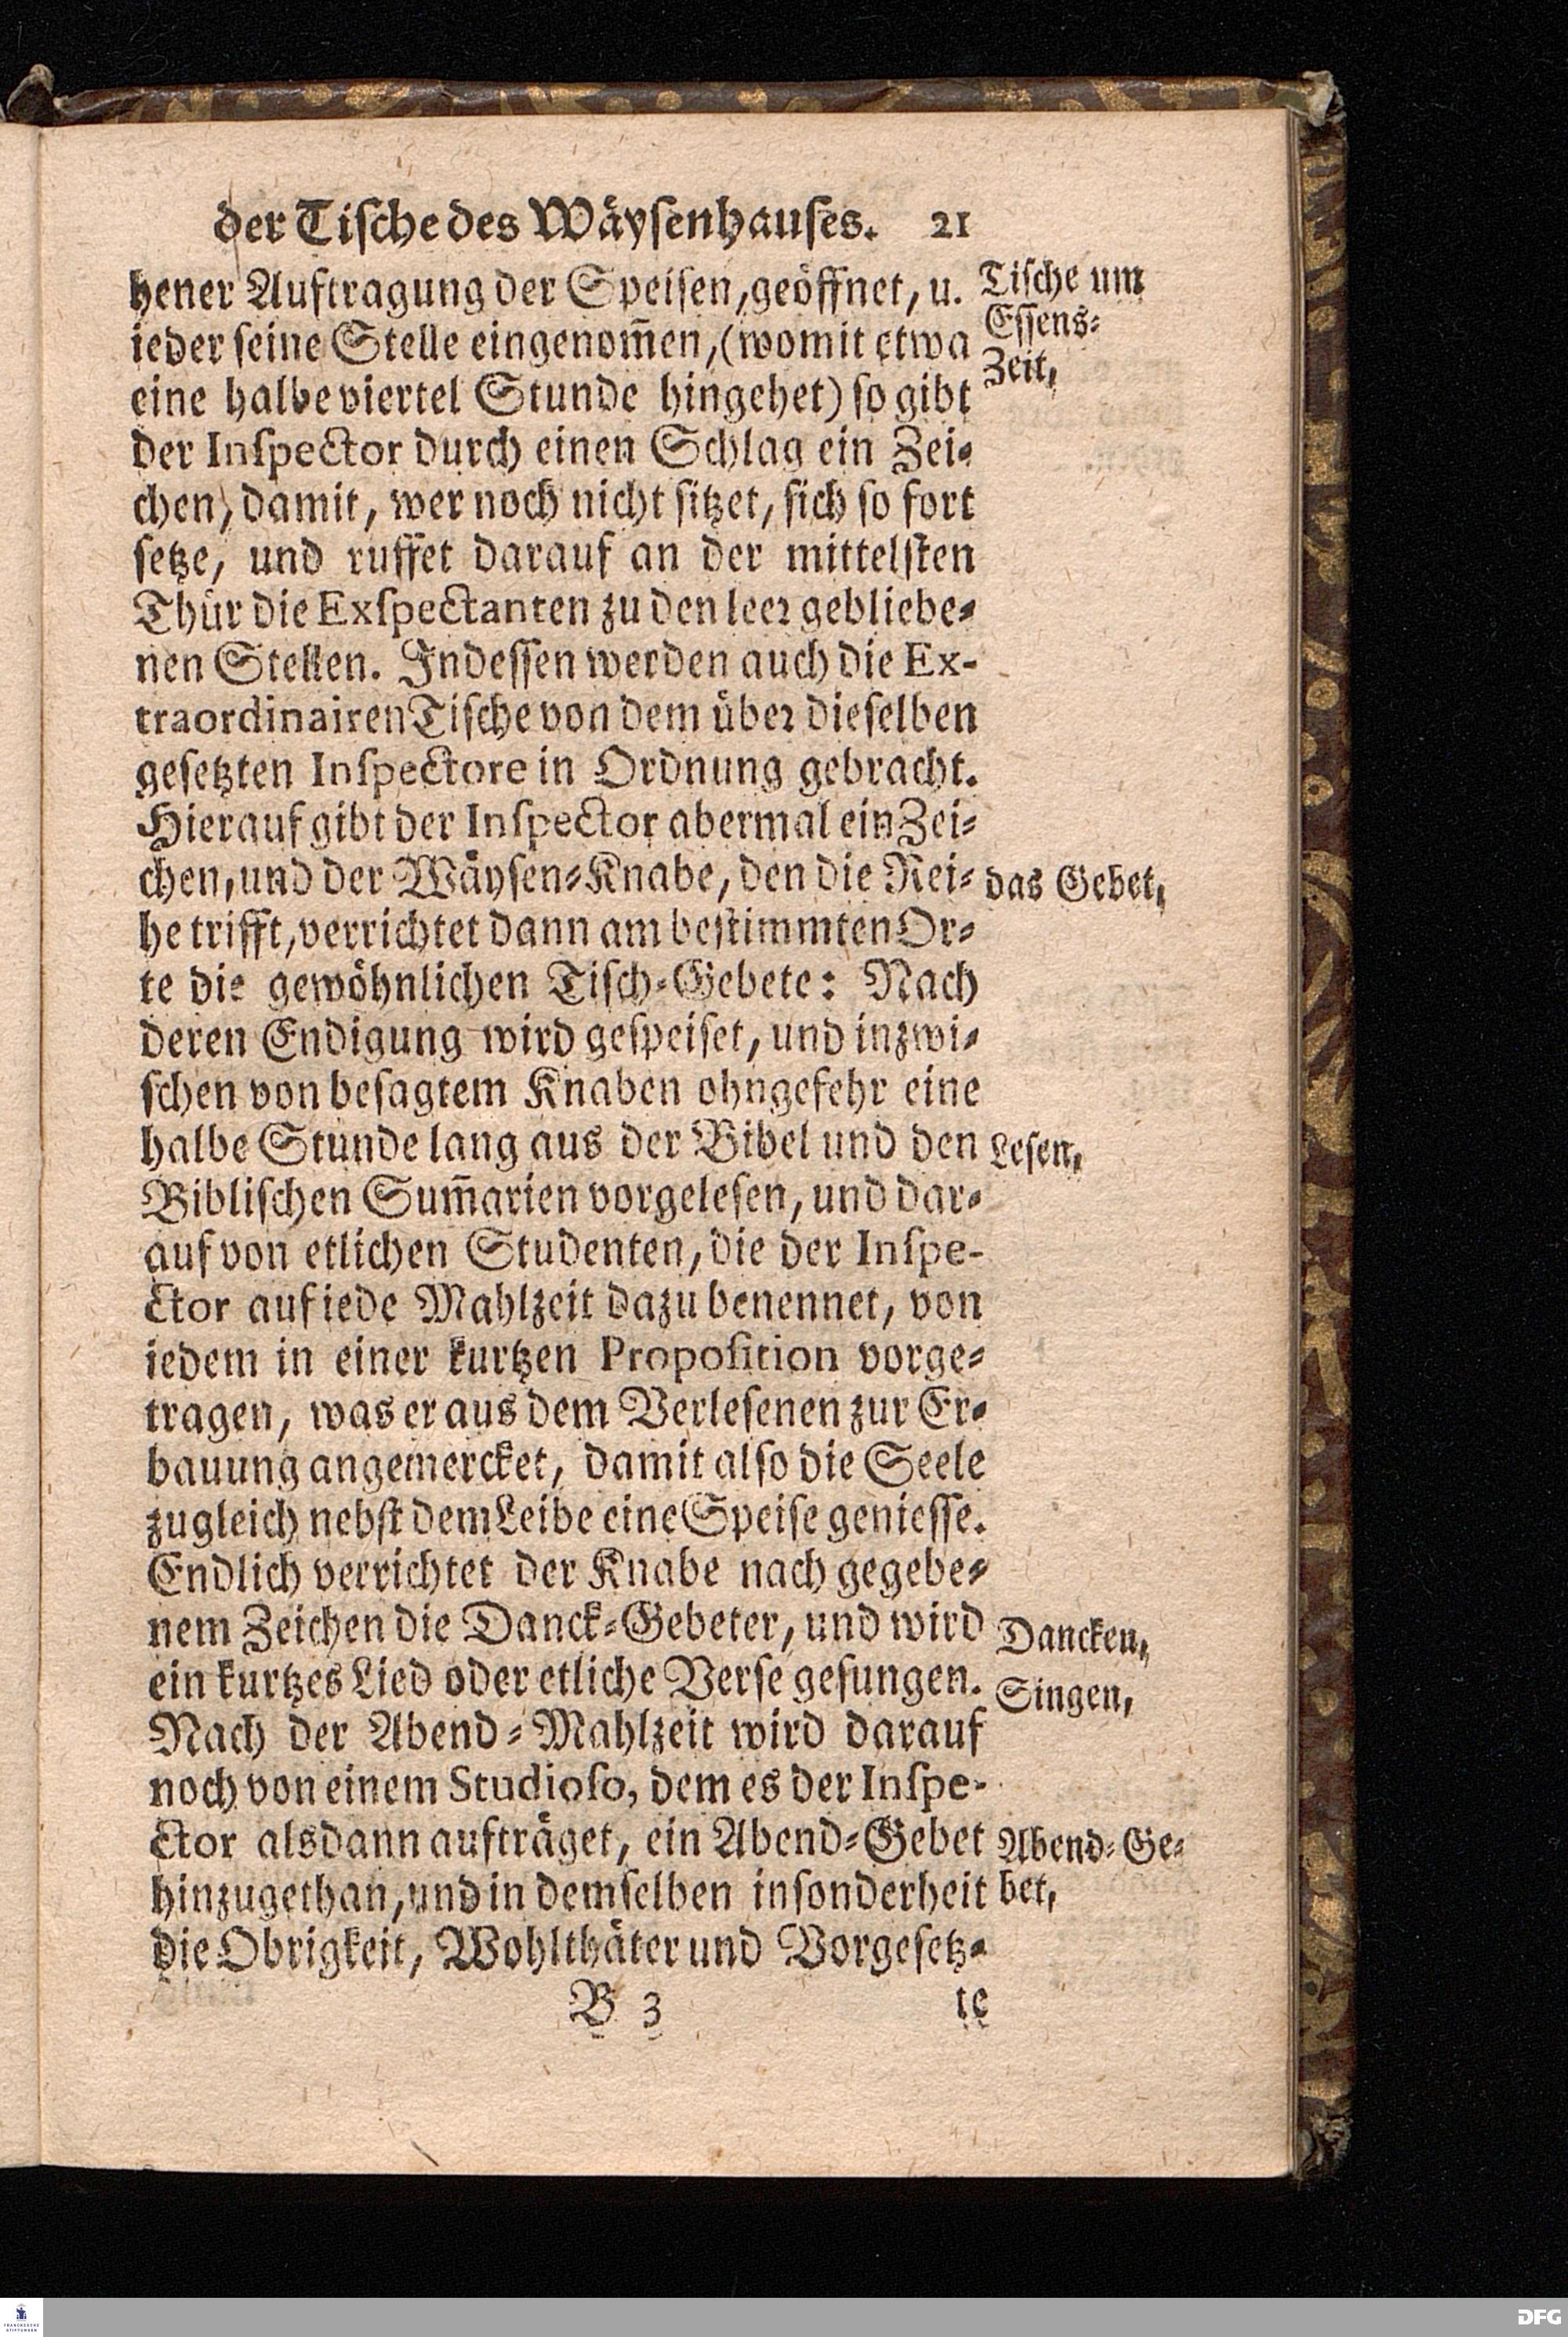 der Tische des Wäysenhauses. 21
hener Auftragung der Speisen, geöffnet, u.
ieder seine Stelle eingenom̃en, (womit etwa
eine halbe viertel Stunde hingehet) so gibt
der Inspector durch einen Schlag ein Zei-
chen, damit, wer noch nicht sitzet, sich so fort
setze, und ruffet darauf an der mittelsten
Thür die Exspectanten zu den leer gebliebe-
nen Stellen. Indessen werden auch die Ex-
traordinairen Tische von dem über dieselben
gesetzten Inspectore in Ordnung gebracht.
Hierauf gibt der Inspector abermal ein Zei-
chen, und der Wäysen-Knabe, den die Rei-
he trifft, verrichtet dann am bestimmten Or-
te die gewöhnlichen Tisch-Gebete: Nach
deren Endigung wird gespeiset, und inzwi-
schen von besagtem Knaben ohngefehr eine
halbe Stunde lang aus der Bibel und den
Biblischen Sum̃arien vorgelesen, und dar-
auf von etlichen Studenten, die der Inspe-
ctor auf iede Mahlzeit dazu benennet, von
iedem in einer kurtzen Proposition vorge-
tragen, was er aus dem Verlesenen zur Er-
bauung angemercket, damit also die Seele
zugleich nebst dem Leibe eine Speise geniesse.
Endlich verrichtet der Knabe nach gegebe-
nem Zeichen die Danck-Gebeter, und wird
ein kurtzes Lied oder etliche Verse gesungen.
Nach der Abend-Mahlzeit wird darauf
noch von einem Studioso, dem es der Inspe-
ctor alsdann aufträget, ein Abend-Gebet
hinzugethan, und in demselben insonderheit
die Obrigkeit, Wohlthäter und Vorgesetz-
B 3 te
Tische um
Essens-
Zeit,
das Gebet,
Lesen,
Dancken,
Singen,
Abend-Ge-
bet,
FRANCKESCHE
STIFTUNGEN
DFG